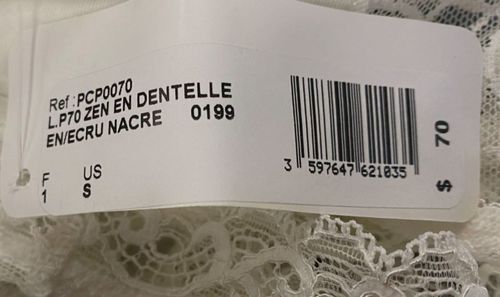 Ref : PCP0070
L.P70 ZEN EN DENTELLE
EN/ECRU NACRE 0199
F US
1 S
3 597647 621035
$ 70